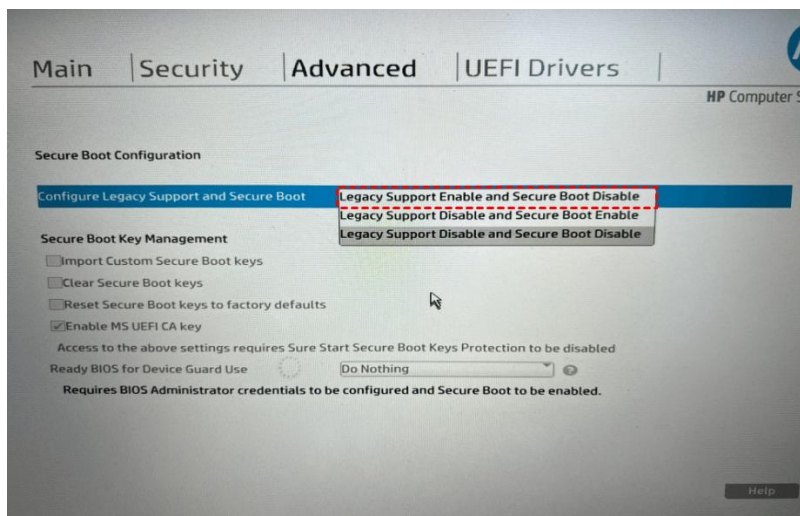 Main Security Advanced UEFI Drivers
HP Computer
Secure Boot Configuration
Configure Legacy Support and Secure Boot Legacy Support Enable and Secure Boot Disable
Legacy Support Disable and Secure Boot Enable
Legacy Support Disable and Secure Boot Disable
Secure Boot Key Management
Import Custom Secure Boot keys
Clear Secure Boot keys
Reset Secure Boot keys to factory defaults
Enable MS UEFI CA key
Access to the above settings requires Sure Start Secure Boot Keys Protection to be disabled
Ready BIOS for Device Guard Use Do Nothing
Requires BIOS Administrator credentials to be configured and Secure Boot to be enabled.
Help